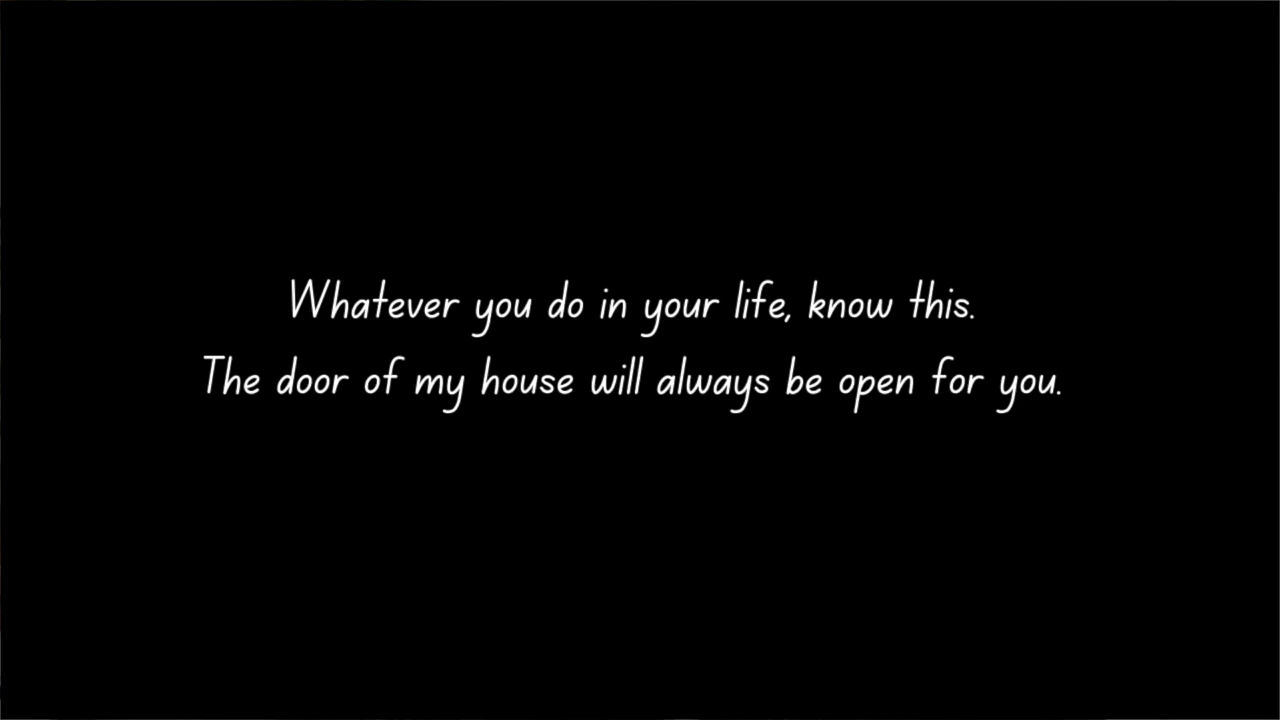 Whatever you do in your life, know this.
The door of my house will always be open for you.